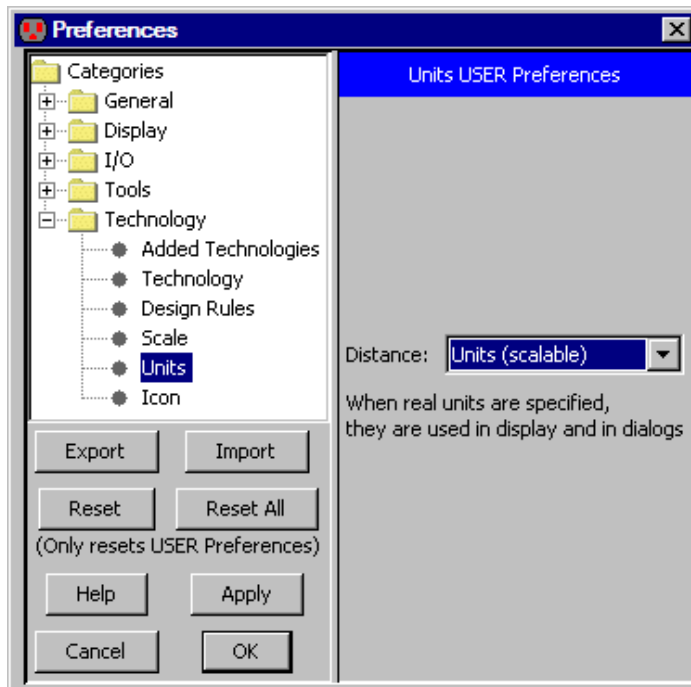 Preferences
Categories
General
Display
I/O
Tools
Technology
Added Technologies
Technology
Design Rules
Scale
Units
Icon
Export
Import
Reset
Reset All
(Only resets USER Preferences)
Help
Apply
Cancel
OK
Units USER Preferences
Distance:
Units (scalable)
When real units are specified,
they are used in display and in dialogs